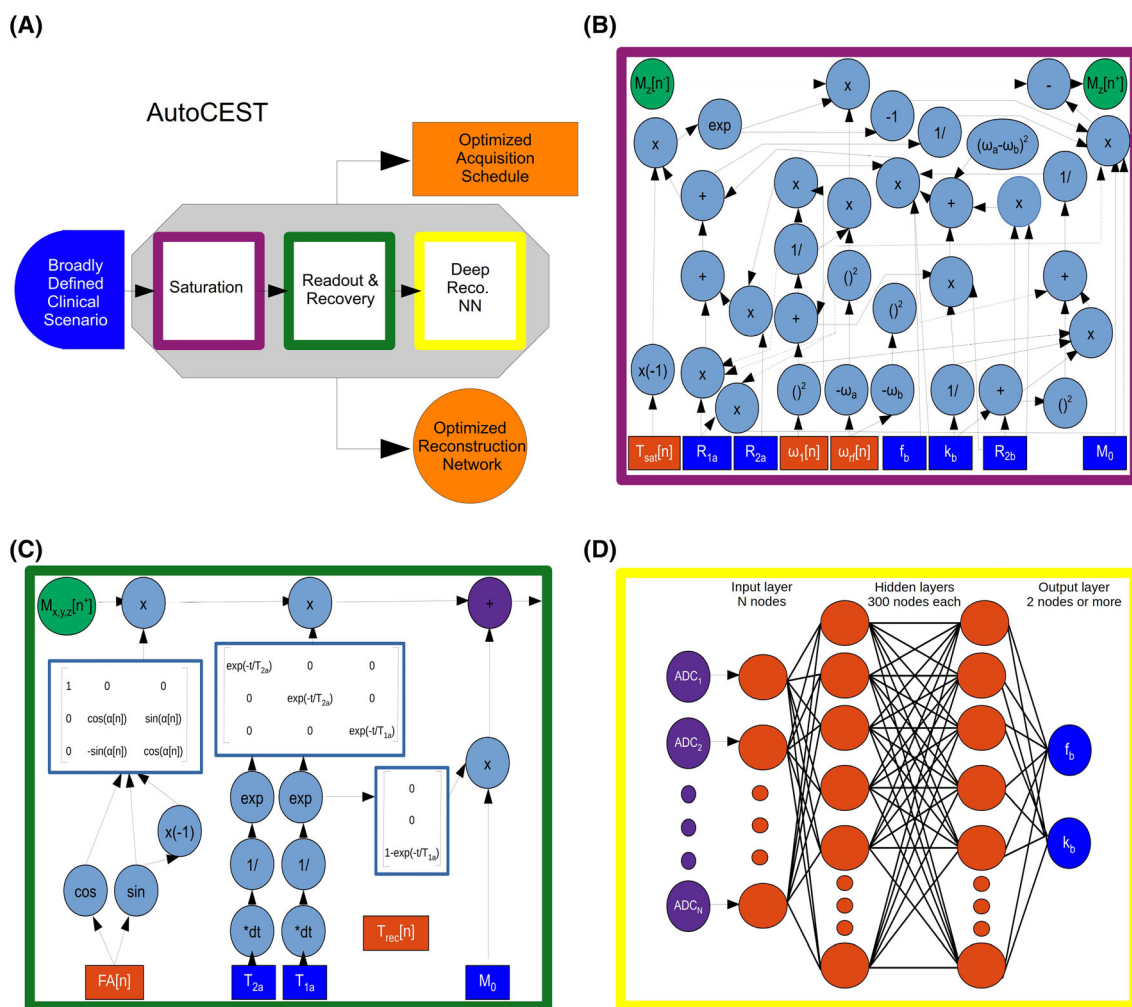 (A)
AutoCEST
Optimized
Acquisition
Schedule
Broadly
Defined
Clinical
Scenario
Saturation
Readout &
Recovery
Deep
Reco.
NN
Optimized
Reconstruction
Network
(B)
Mz[n-]
x
-
Mz[n+]
x
exp
-1
1/
(ωa-ωb)²
x
+
x
x
x
+
x
1/
1/
+
x
()²
()²
x
+
+
x
x(-1)
x
x
()²
-ωa
-ωb
1/
+
()²
Tsat[n]
R1a
R2a
ω1[n]
ωrf[n]
fb
kb
R2b
M0
(C)
Mx,y,z[n+]
x
x
+
1 0 0
0 cos(α[n]) sin(α[n])
0 -sin(α[n]) cos(α[n])
exp(-t/T2a) 0 0
0 exp(-t/T2a) 0
0 0 exp(-t/T1a)
x
0
0
1-exp(-t/T1a)
x(-1)
exp
exp
1/
1/
cos
sin
*dt
*dt
Trec[n]
FA[n]
T2a
T1a
M0
(D)
Input layer
N nodes
Hidden layers
300 nodes each
Output layer
2 nodes or more
ADC1
ADC2
ADCN
fb
kb